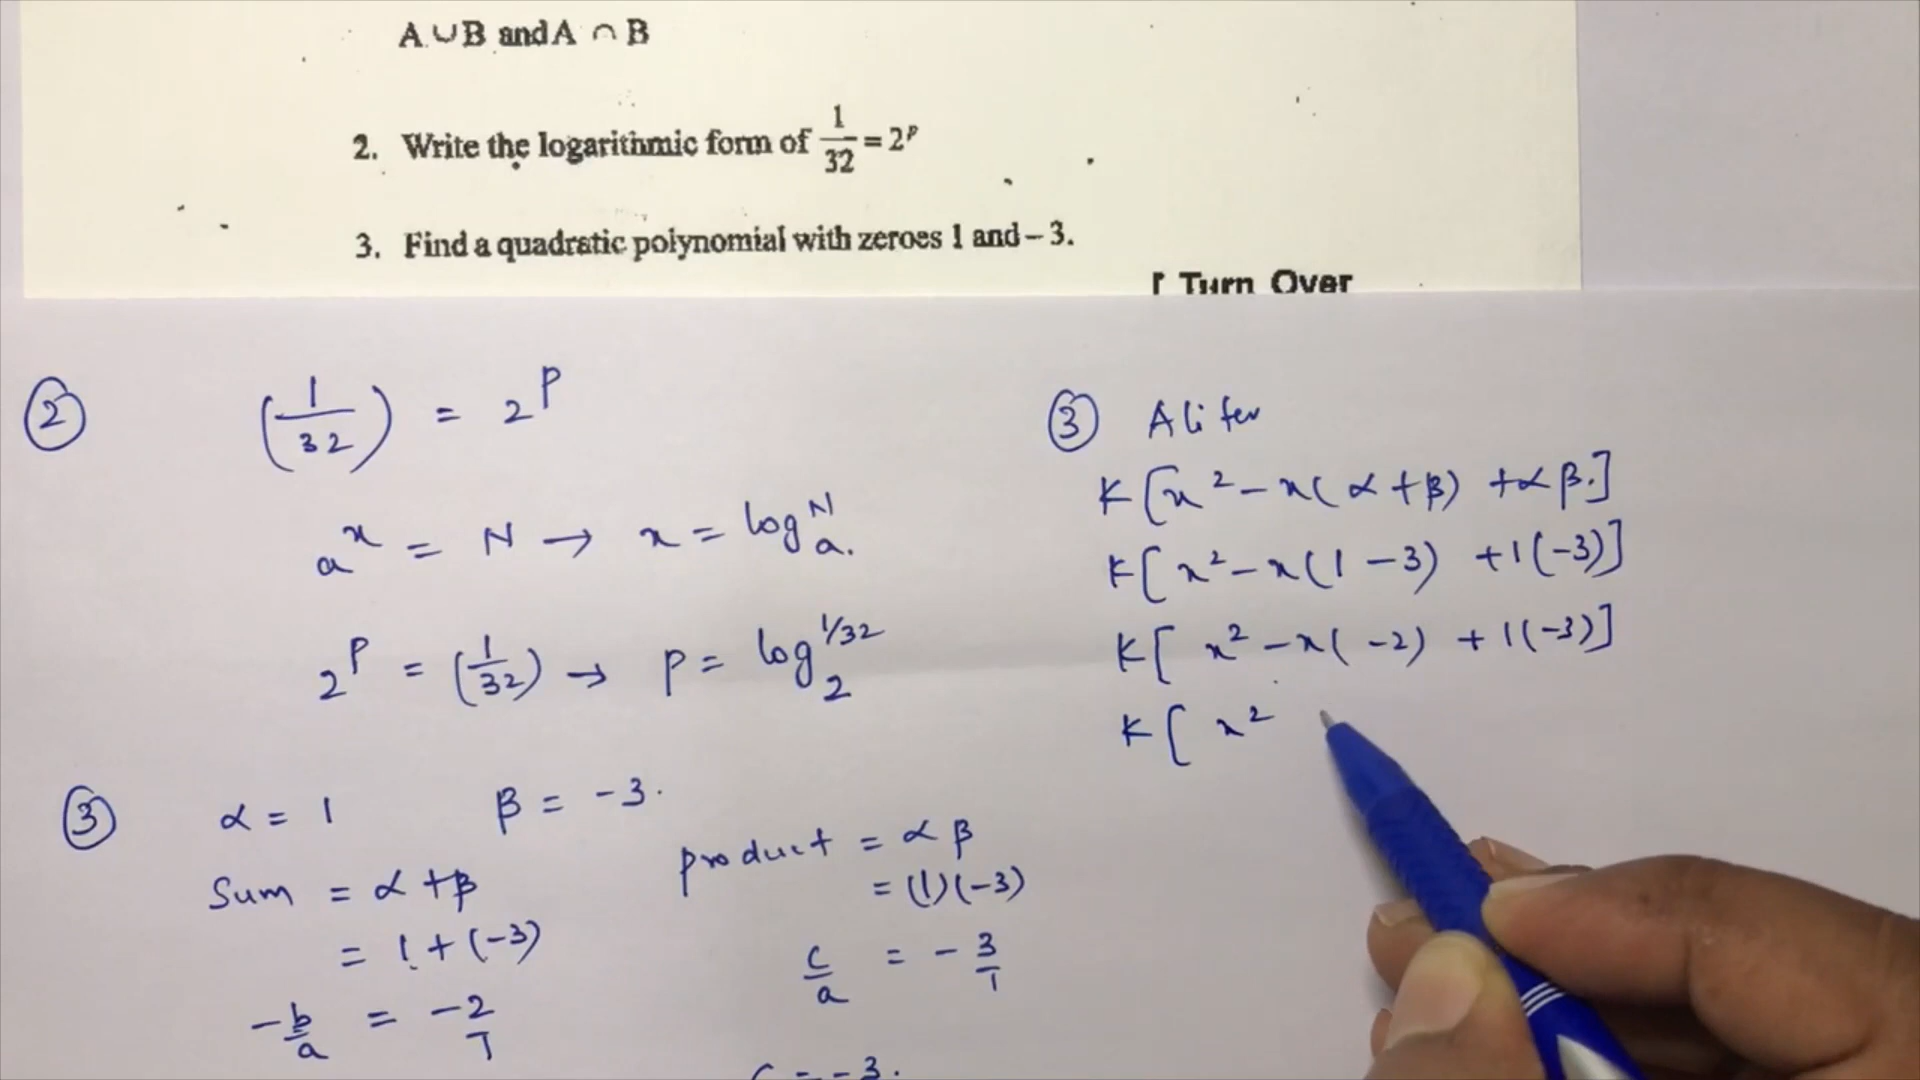 A ∪ B and A ∩ B
2. Write the logarithmic form of 1/32 = 2^p
3. Find a quadratic polynomial with zeroes 1 and – 3.
[ Turn Over
② (1/32) = 2^p
a^x = N → x = log_a^N.
2^p = (1/32) → p = log_2^1/32
③ α = 1 β = -3.
Sum = α + β
= 1 + (-3)
-b/a = -2/1
product = α β
= (1)(-3)
c/a = -3/1
c = -3.
③ Aliter
K[x² - x(α + β) + α β.]
K[x² - x(1 - 3) + 1(-3)]
K[x² - x(-2) + 1(-3)]
K[x²